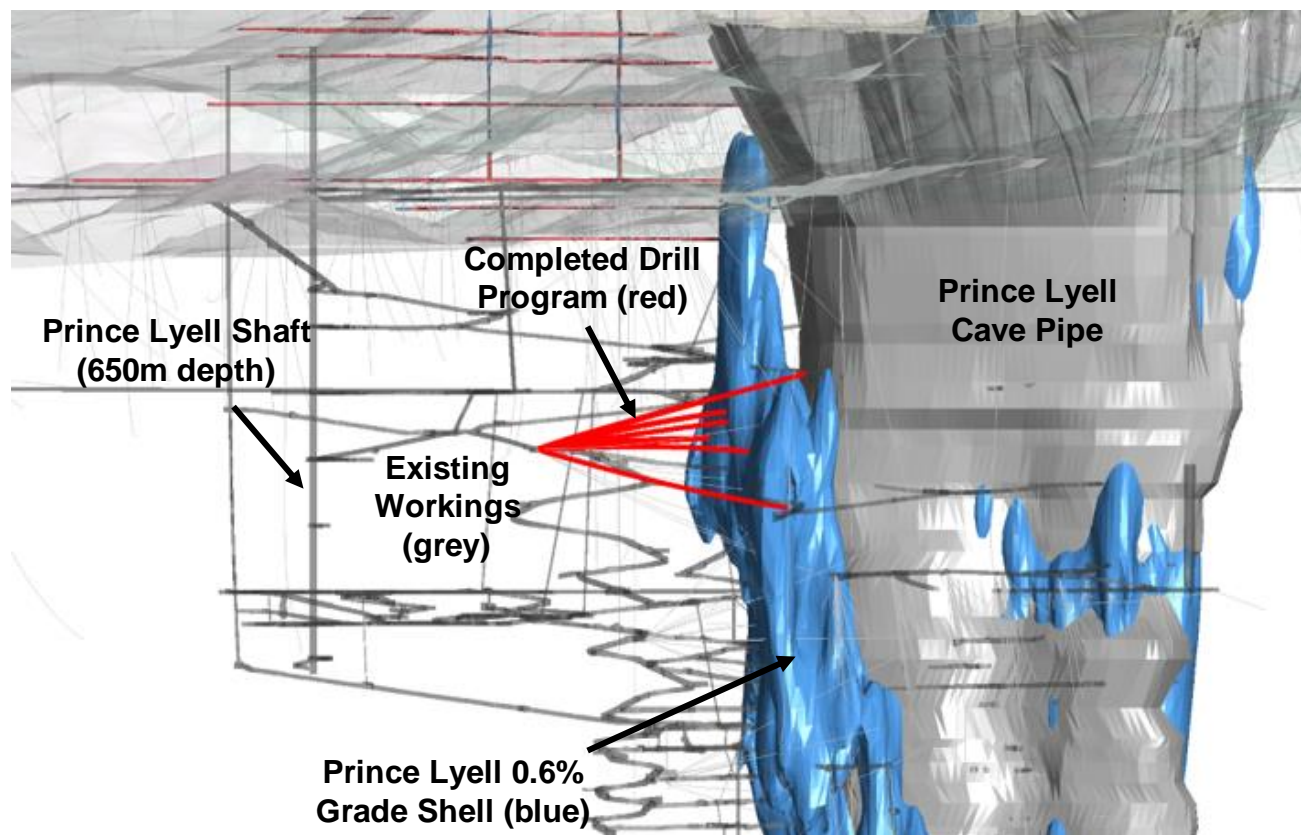 Completed Drill
Program (red)
Prince Lyell
Cave Pipe
Prince Lyell Shaft
(650m depth)
Existing
Workings
(grey)
Prince Lyell 0.6%
Grade Shell (blue)